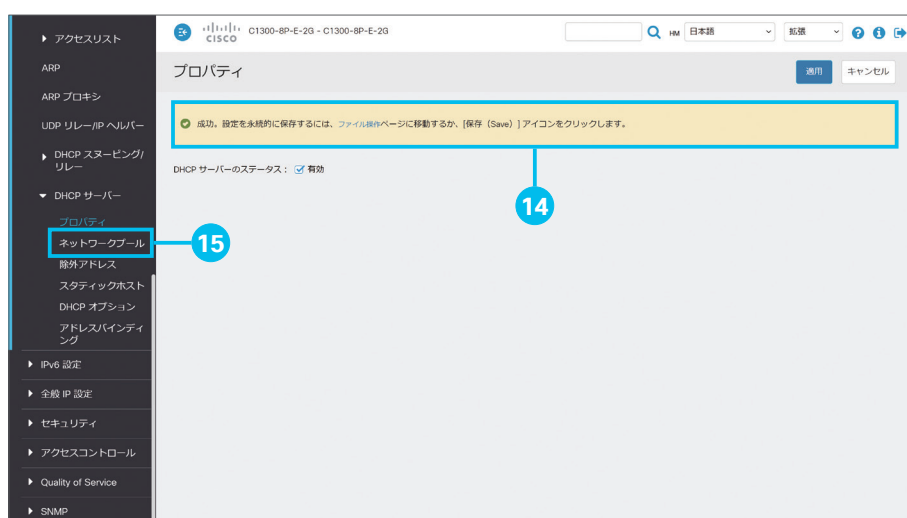 アクセスリスト
ARP
ARP プロキシ
UDP リレー/IP ヘルパー
DHCP スヌーピング/
リレー
DHCP サーバー
プロパティ
ネットワークプール
除外アドレス
スタティックホスト
DHCP オプション
アドレスバインディ
ング
IPv6 設定
全般 IP 設定
セキュリティ
アクセスコントロール
Quality of Service
SNMP
CISCO
C1300-8P-E-2G - C1300-8P-E-2G
HM
日本語
拡張
プロパティ
適用
キャンセル
成功。設定を永続的に保存するには、ファイル操作ページに移動するか、[保存（Save）] アイコンをクリックします。
DHCP サーバーのステータス： 有効
14
15